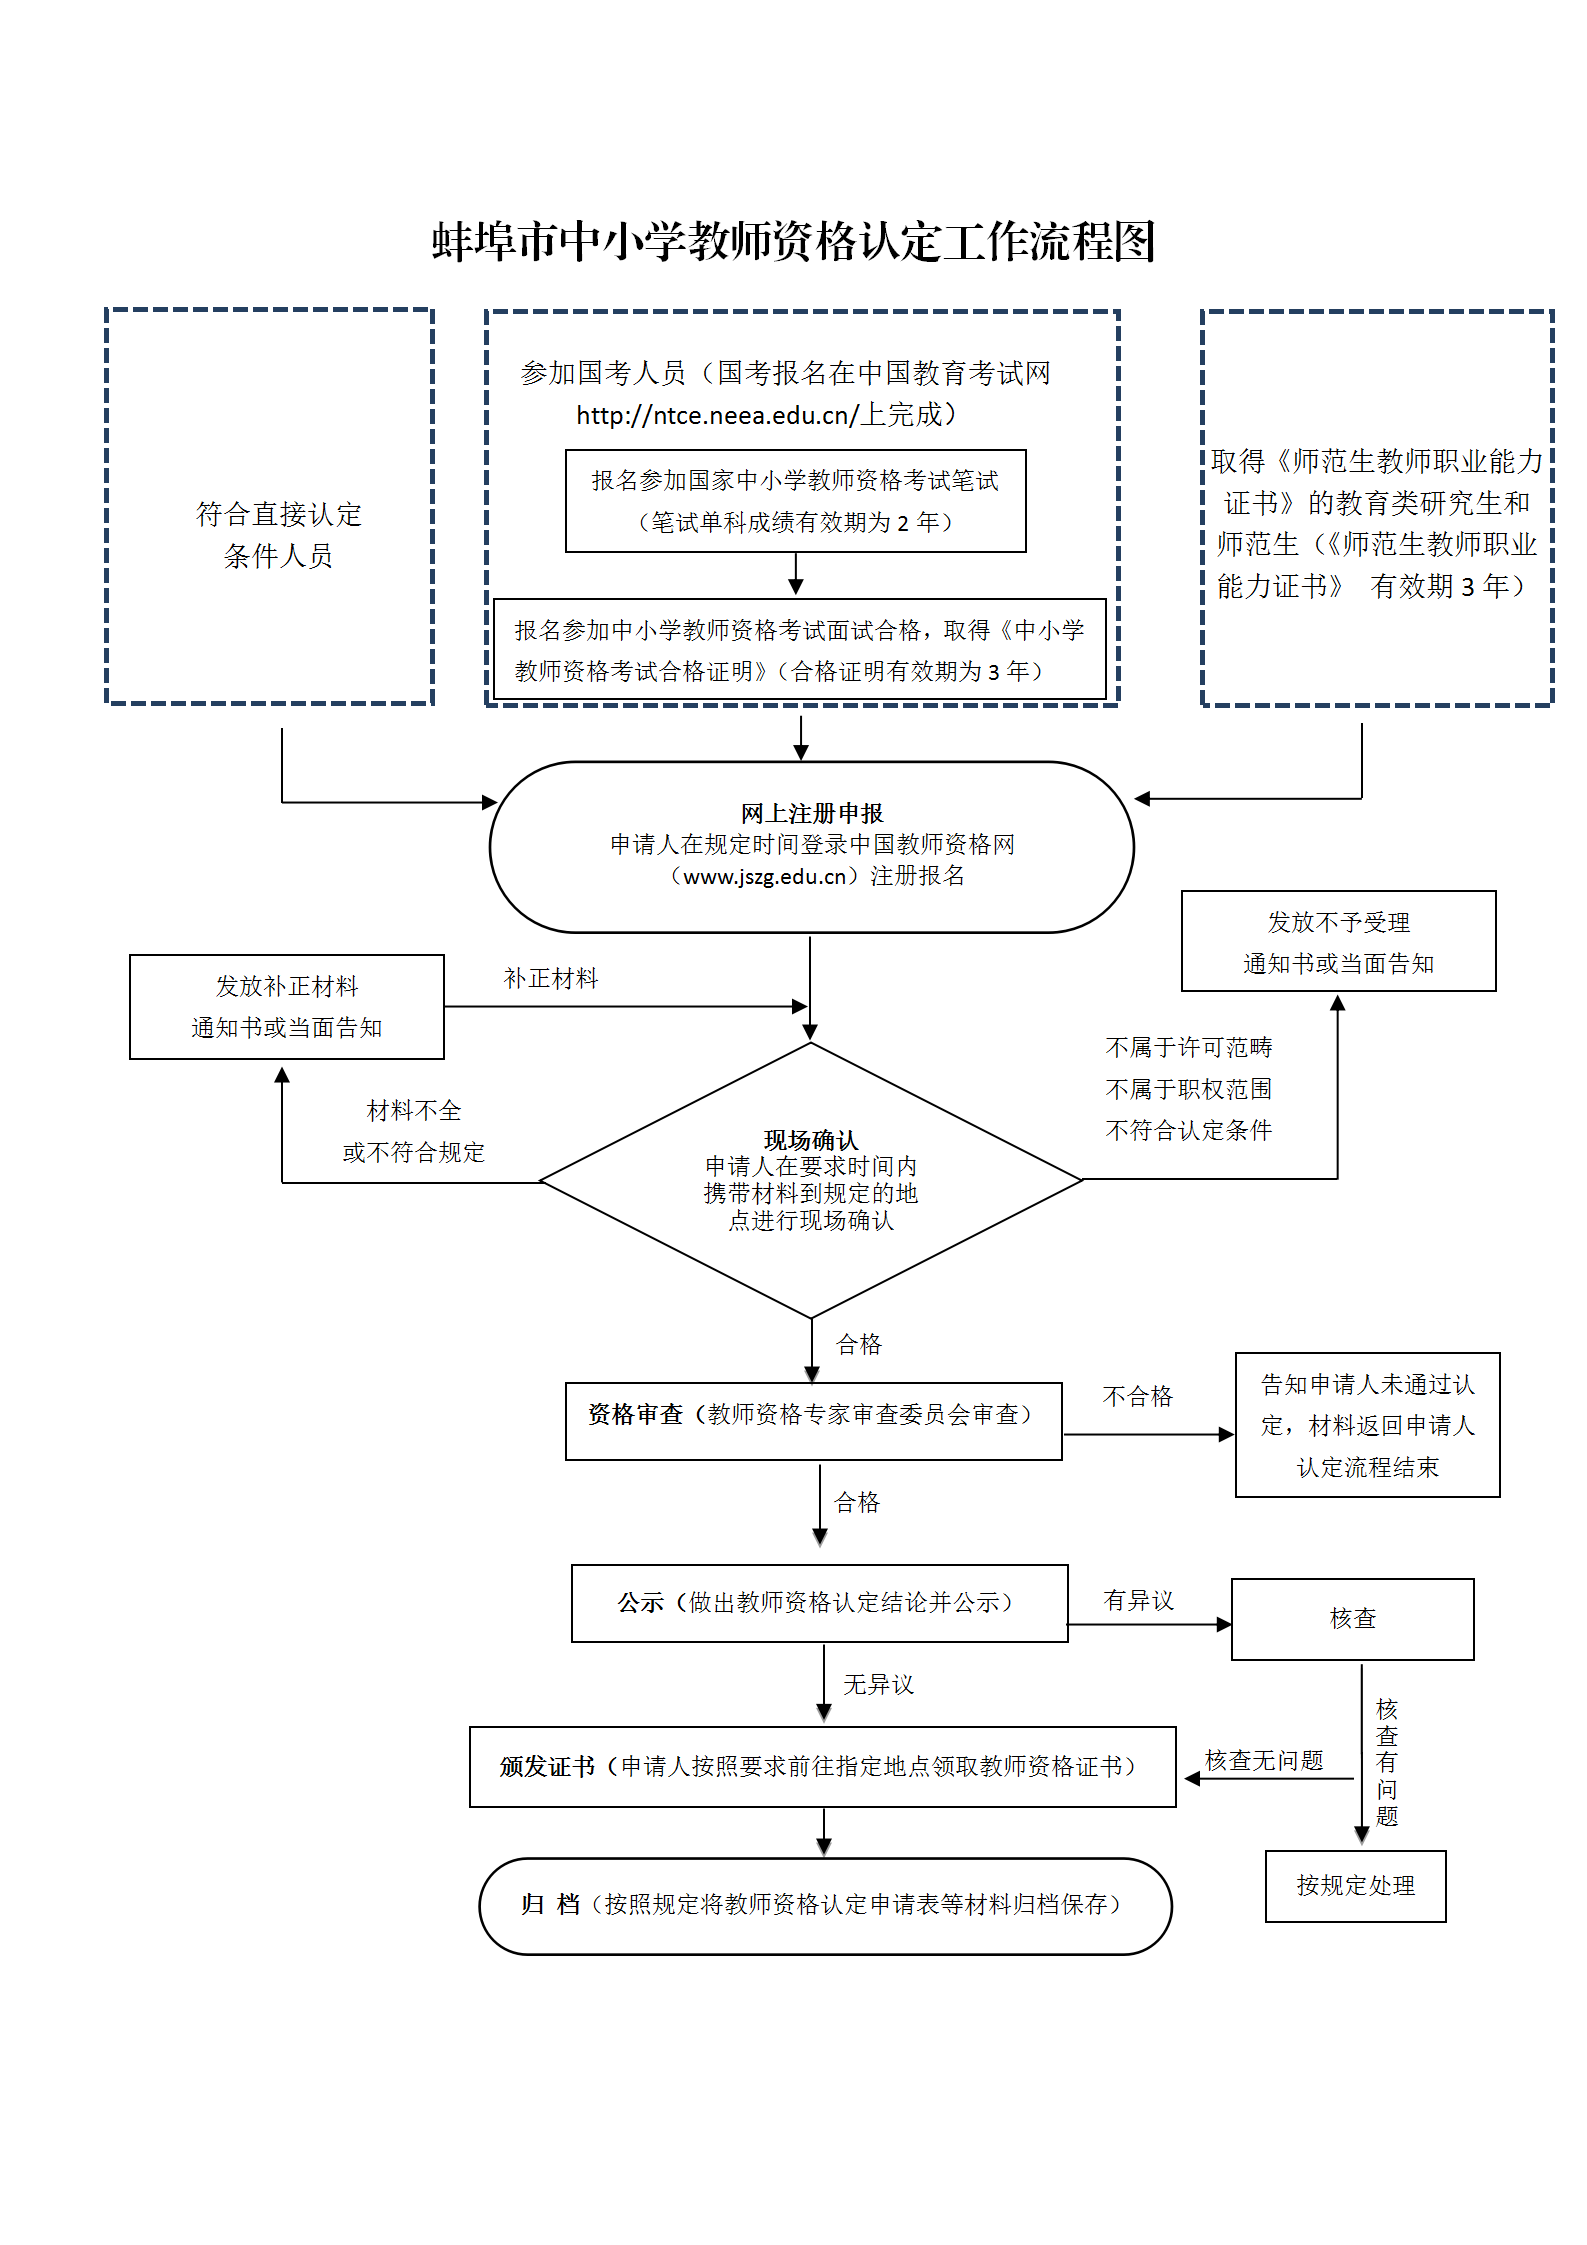 蚌埠市中小学教师资格认定工作流程图
符合直接认定
条件人员
参加国考人员（国考报名在中国教育考试网
http://ntce.neea.edu.cn/上完成）
报名参加国家中小学教师资格考试笔试
（笔试单科成绩有效期为 2 年）
报名参加中小学教师资格考试面试合格，取得《中小学
教师资格考试合格证明》（合格证明有效期为 3 年）
取得《师范生教师职业能力
证书》的教育类研究生和
师范生（《师范生教师职业
能力证书》 有效期 3 年）
网上注册申报
申请人在规定时间登录中国教师资格网
（www.jszg.edu.cn）注册报名
发放不予受理
通知书或当面告知
发放补正材料
通知书或当面告知
补正材料
不属于许可范畴
不属于职权范围
不符合认定条件
材料不全
或不符合规定
现场确认
申请人在要求时间内
携带材料到规定的地
点进行现场确认
合格
资格审查（教师资格专家审查委员会审查）
不合格
告知申请人未通过认
定，材料返回申请人
认定流程结束
合格
公示（做出教师资格认定结论并公示）
有异议
核查
无异议
颁发证书（申请人按照要求前往指定地点领取教师资格证书）
核查无问题
核
查
有
问
题
按规定处理
归 档（按照规定将教师资格认定申请表等材料归档保存）